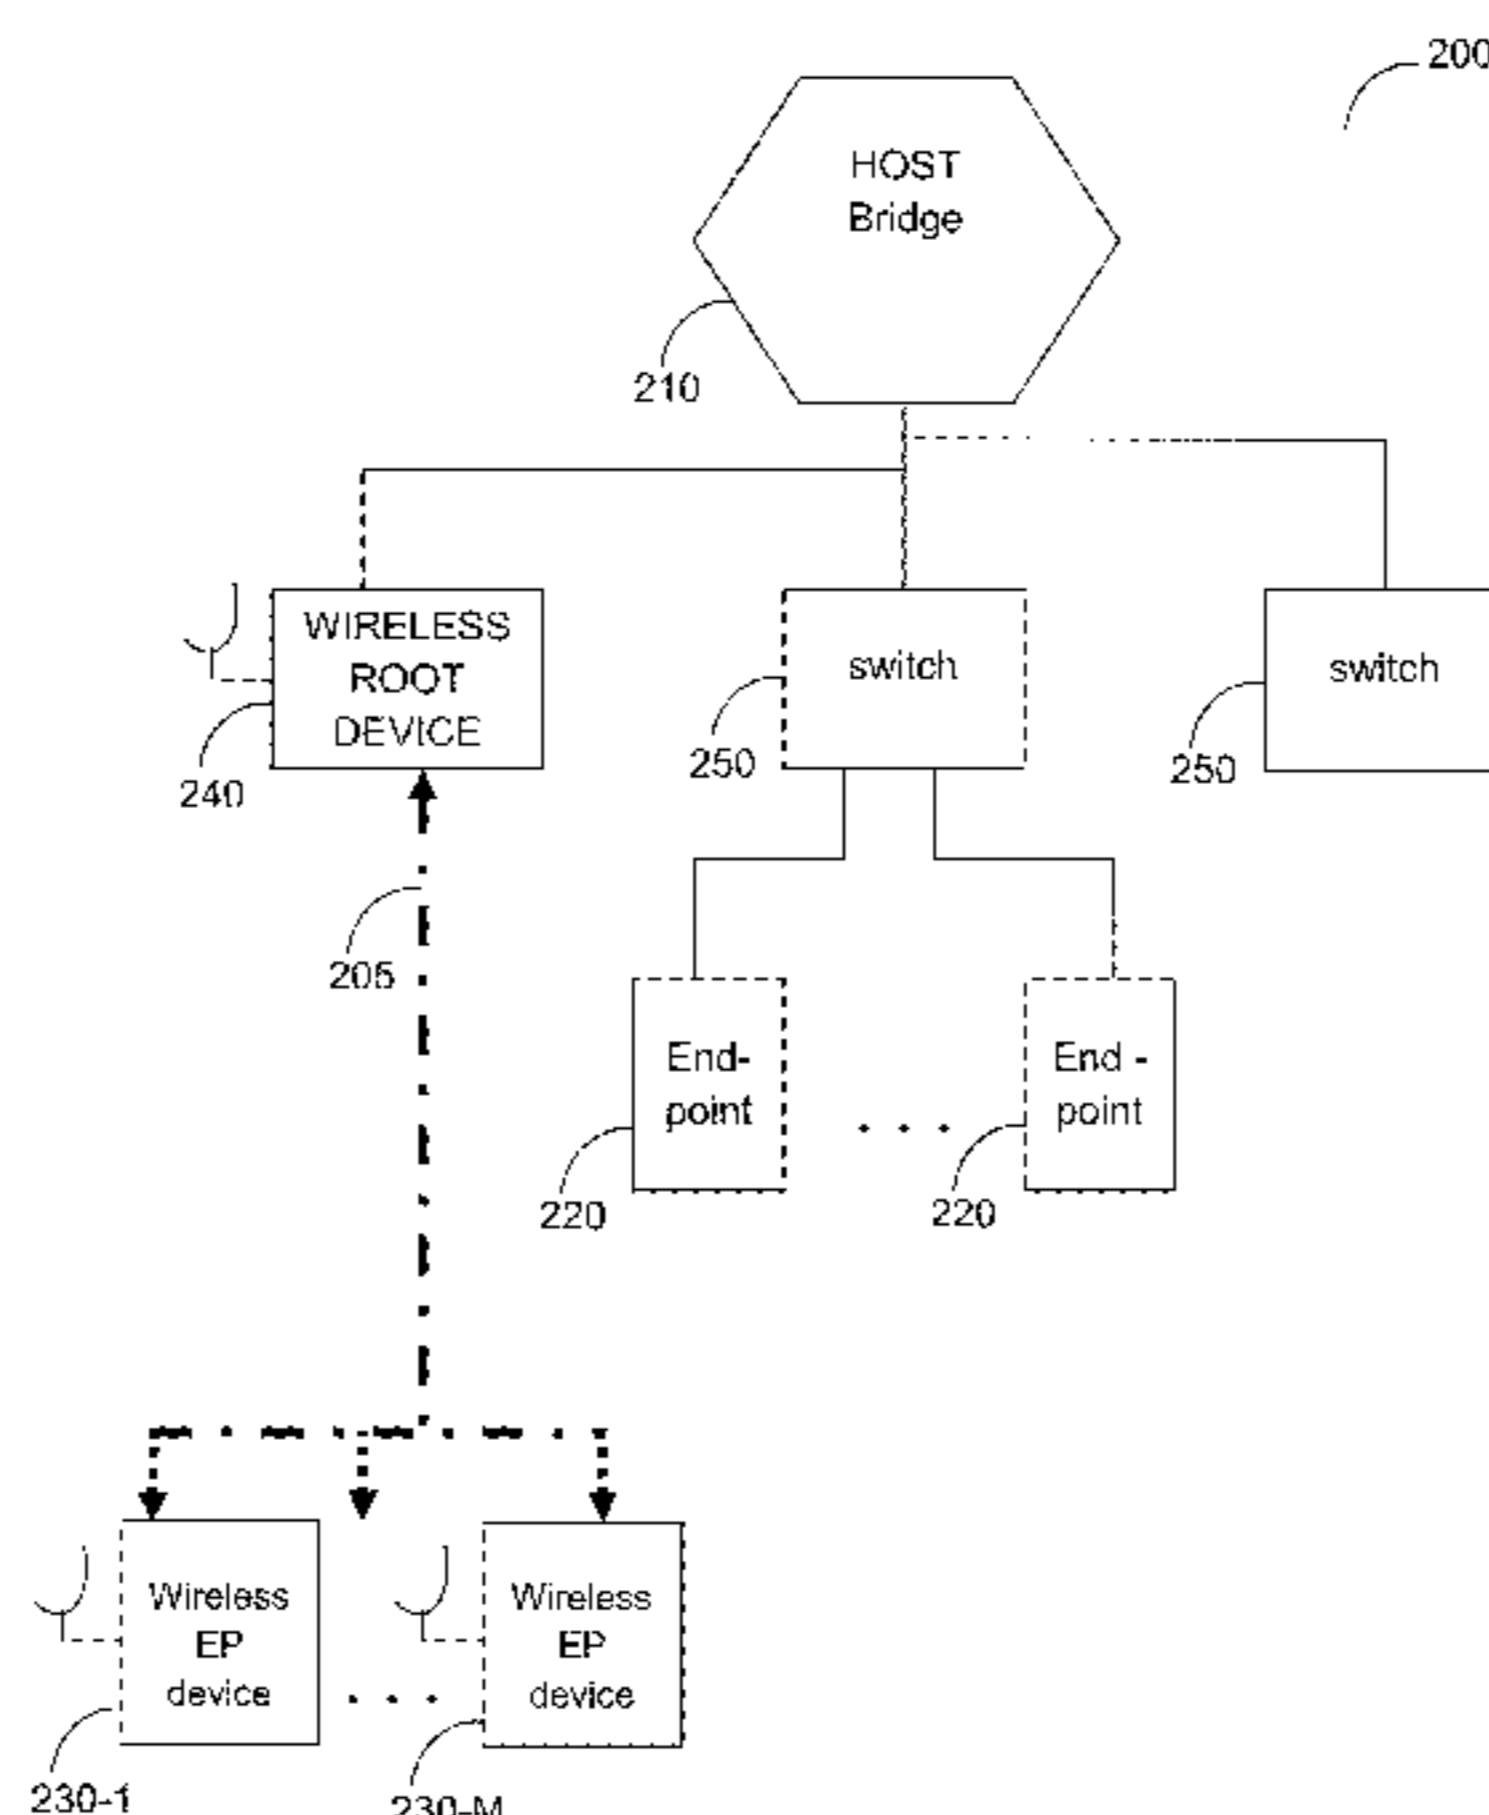 200
HOST
Bridge
210
WIRELESS
ROOT
DEVICE
240
switch
250
switch
250
205
End-
point
220
End -
point
220
Wireless
EP
device
230-1
Wireless
EP
device
230-M